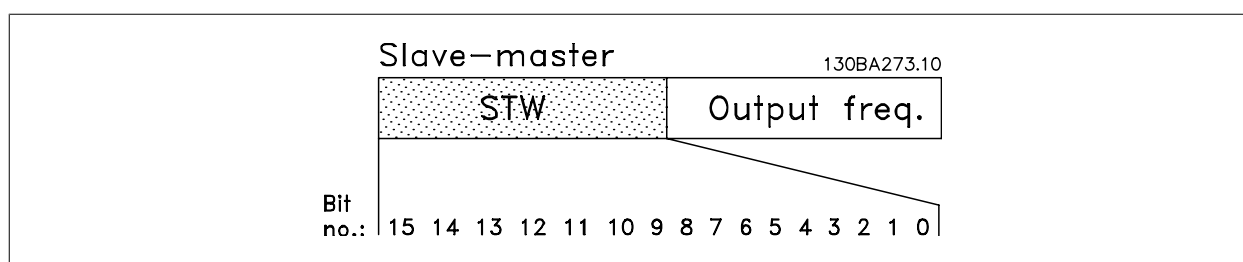 Slave-master
130BA273.10
STW
Output freq.
Bit
no.: 15 14 13 12 11 10 9 8 7 6 5 4 3 2 1 0